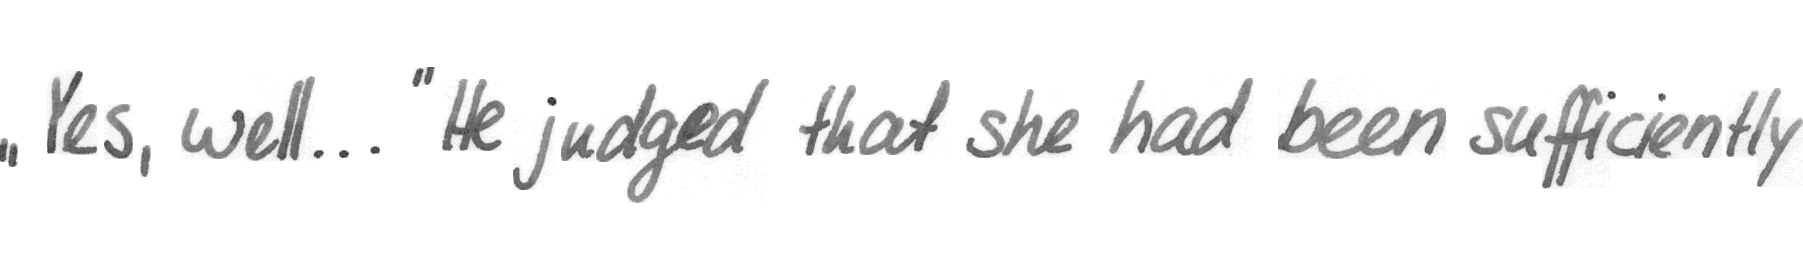 „Yes, well..." He judged that she had been sufficiently